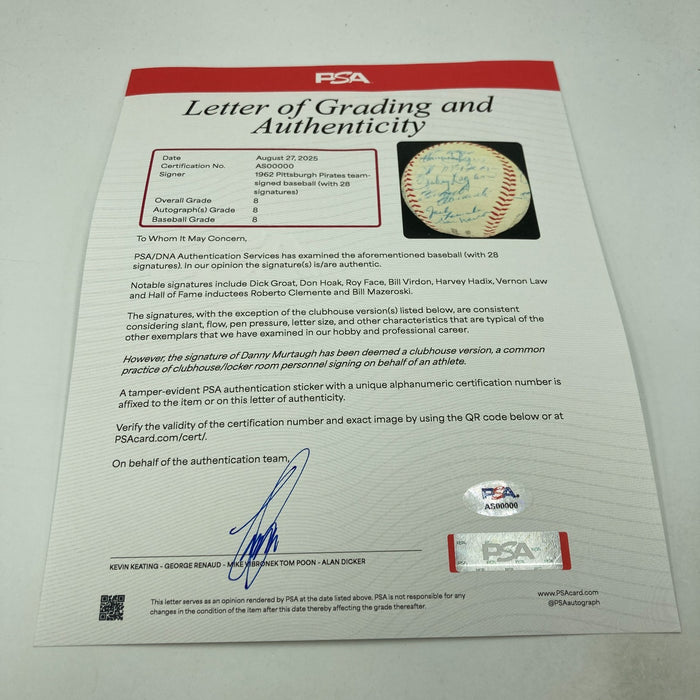 PSA
Letter of Grading and
Authenticity
Date August 27, 2025
Certification No. AS00000
Signer 1962 Pittsburgh Pirates team-
signed baseball (with 28
signatures)
Overall Grade 8
Autograph(s) Grade 8
Baseball Grade 8
To Whom It May Concern,
PSA/DNA Authentication Services has examined the aforementioned baseball (with 28
signatures). In our opinion the signature(s) is/are authentic.
Notable signatures include Dick Groat, Don Hoak, Roy Face, Bill Virdon, Harvey Hadix, Vernon Law
and Hall of Fame inductees Roberto Clemente and Bill Mazeroski.
The signatures, with the exception of the clubhouse version(s) listed below, are consistent
considering slant, flow, pen pressure, letter size, and other characteristics that are typical of the
other exemplars that we have examined in our hobby and professional career.
However, the signature of Danny Murtaugh has been deemed a clubhouse version, a common
practice of clubhouse/locker room personnel signing on behalf of an athlete.
A tamper-evident PSA authentication sticker with a unique alphanumeric certification number is
affixed to the item or on this letter of authenticity.
Verify the validity of the certification number and exact image by using the QR code below or at
PSAcard.com/cert/.
On behalf of the authentication team,
PSA
AS00000
PSA
KEVIN KEATING - GEORGE RENAUD - MIKE VIBRONEK TOM POON - ALAN DICKER
This letter serves as an opinion rendered by PSA at the date listed above. PSA is not responsible for any
changes in the condition of the item after this date thereby affecting the grade thereafter.
www.PSAcard.com
@PSAautograph